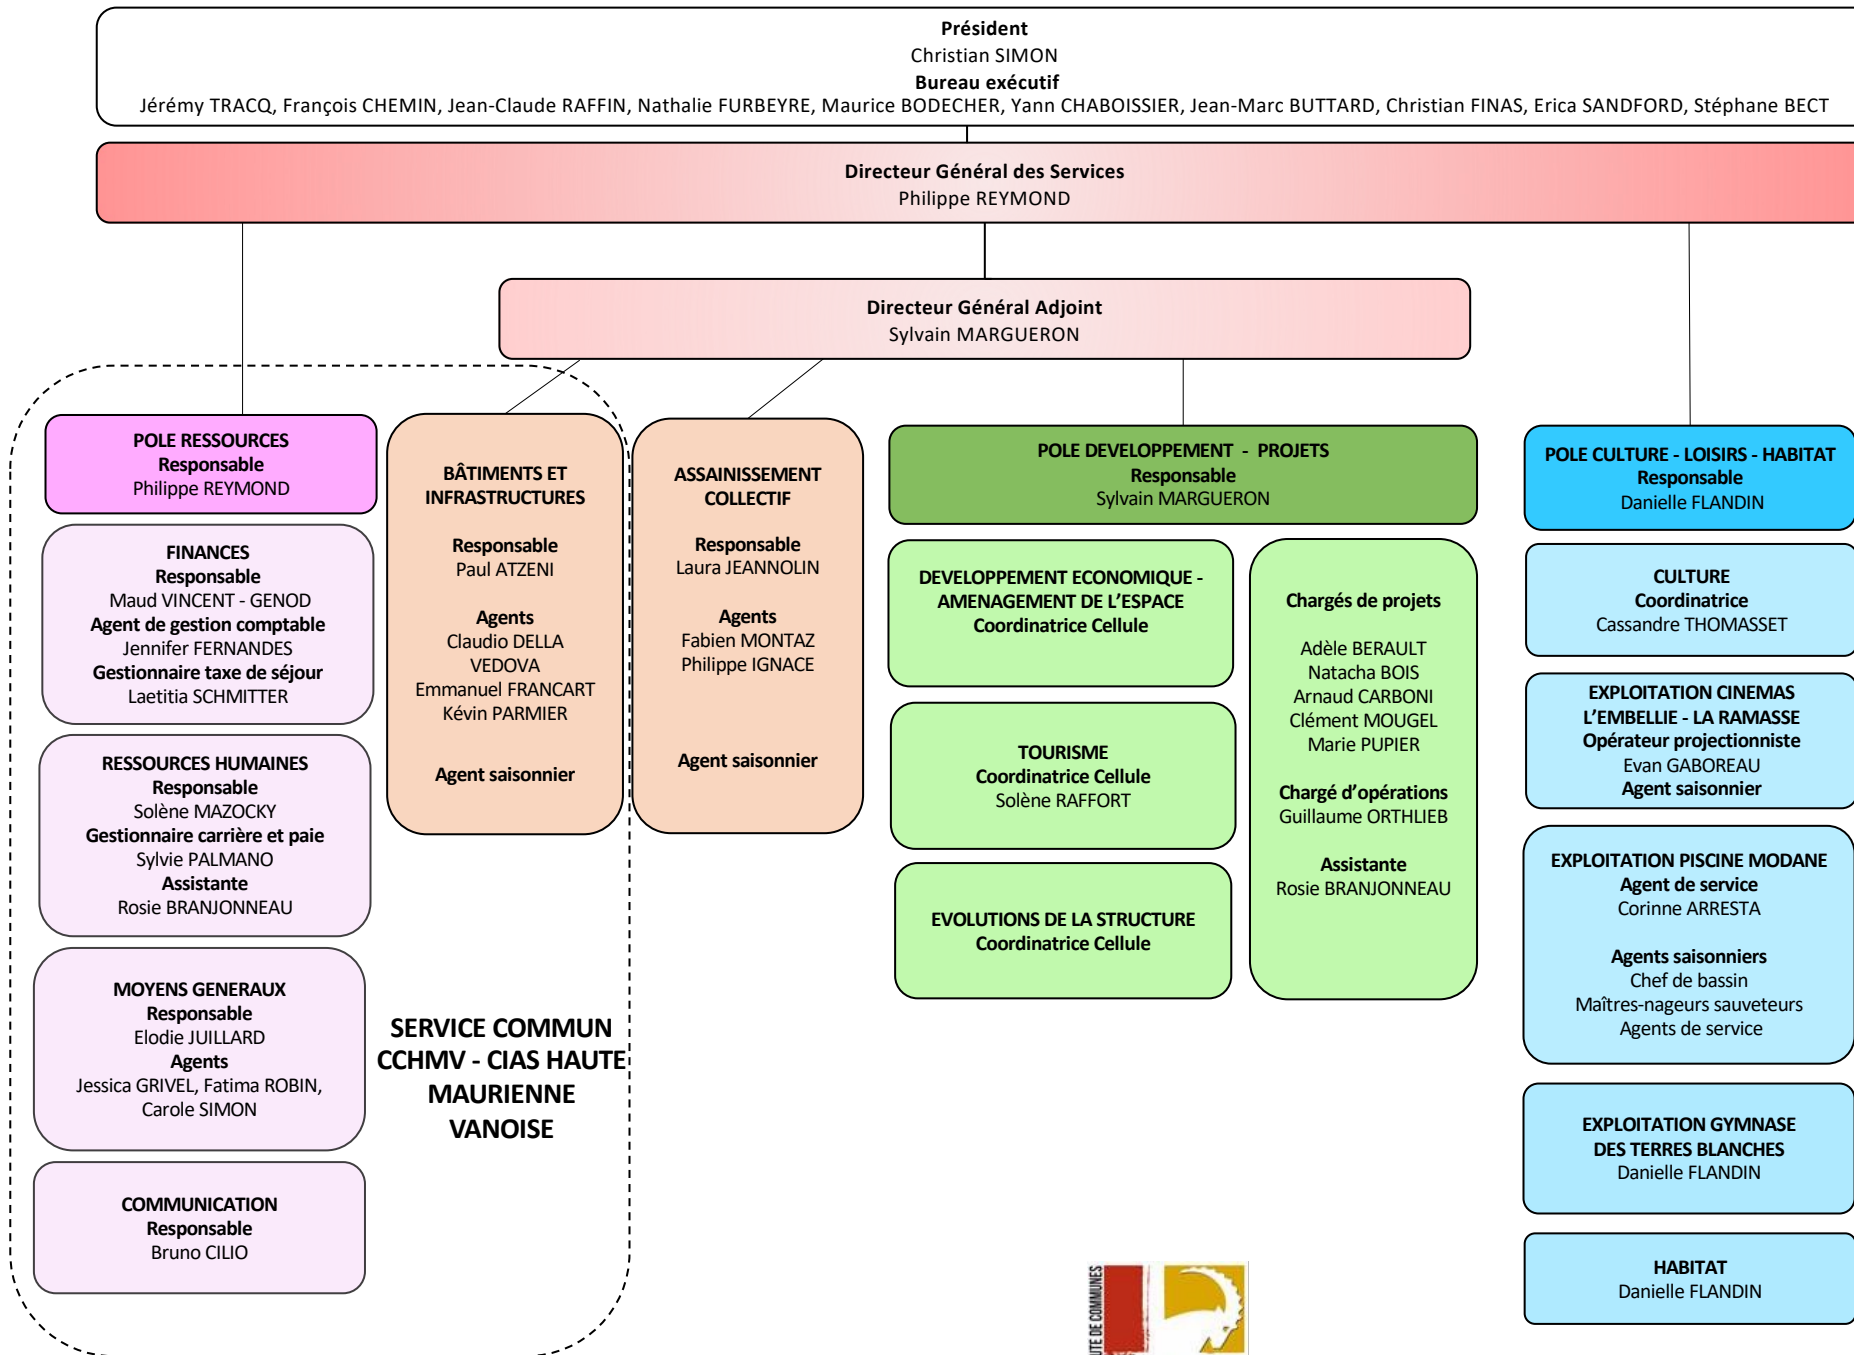 Président
Christian SIMON
Bureau exécutif
Jérémy TRACQ, François CHEMIN, Jean-Claude RAFFIN, Nathalie FURBEYRE, Maurice BODECHER, Yann CHABOISSIER, Jean-Marc BUTTARD, Christian FINAS, Erica SANDFORD, Stéphane BECT
Directeur Général des Services
Philippe REYMOND
Directeur Général Adjoint
Sylvain MARGUERON
POLE RESSOURCES
Responsable
Philippe REYMOND
FINANCES
Responsable
Maud VINCENT - GENOD
Agent de gestion comptable
Jennifer FERNANDES
Gestionnaire taxe de séjour
Laetitia SCHMITTER
RESSOURCES HUMAINES
Responsable
Solène MAZOCKY
Gestionnaire carrière et paie
Sylvie PALMANO
Assistante
Rosie BRANJONNEAU
MOYENS GENERAUX
Responsable
Elodie JUILLARD
Agents
Jessica GRIVEL, Fatima ROBIN,
Carole SIMON
COMMUNICATION
Responsable
Bruno CILIO
BÂTIMENTS ET
INFRASTRUCTURES
Responsable
Paul ATZENI
Agents
Claudio DELLA
VEDOVA
Emmanuel FRANCART
Kévin PARMIER
Agent saisonnier
SERVICE COMMUN
CCHMV - CIAS HAUTE
MAURIENNE
VANOISE
ASSAINISSEMENT
COLLECTIF
Responsable
Laura JEANNOLIN
Agents
Fabien MONTAZ
Philippe IGNACE
Agent saisonnier
POLE DEVELOPPEMENT - PROJETS
Responsable
Sylvain MARGUERON
DEVELOPPEMENT ECONOMIQUE -
AMENAGEMENT DE L'ESPACE
Coordinatrice Cellule
TOURISME
Coordinatrice Cellule
Solène RAFFORT
EVOLUTIONS DE LA STRUCTURE
Coordinatrice Cellule
Chargés de projets
Adèle BERAULT
Natacha BOIS
Arnaud CARBONI
Clément MOUGEL
Marie PUPIER
Chargé d'opérations
Guillaume ORTHLIEB
Assistante
Rosie BRANJONNEAU
POLE CULTURE - LOISIRS - HABITAT
Responsable
Danielle FLANDIN
CULTURE
Coordinatrice
Cassandre THOMASSET
EXPLOITATION CINEMAS
L'EMBELLIE - LA RAMASSE
Opérateur projectionniste
Evan GABOREAU
Agent saisonnier
EXPLOITATION PISCINE MODANE
Agent de service
Corinne ARRESTA
Agents saisonniers
Chef de bassin
Maîtres-nageurs sauveteurs
Agents de service
EXPLOITATION GYMNASE
DES TERRES BLANCHES
Danielle FLANDIN
HABITAT
Danielle FLANDIN
UTE DE COMMUNES